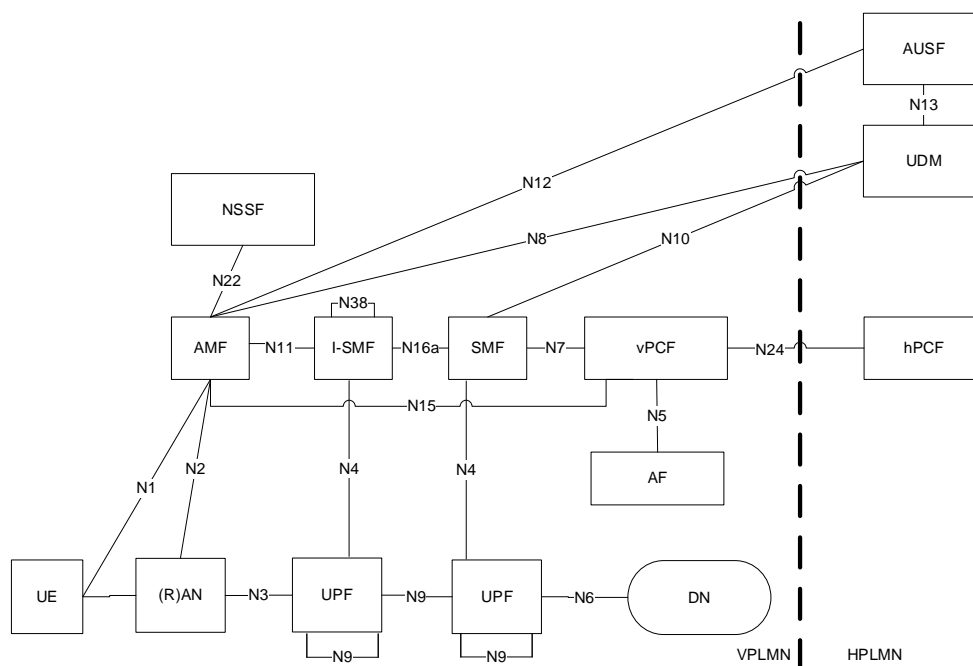 AUSF
N13
UDM
N12
NSSF
N8
N10
N22
N38
AMF
N11
I-SMF
N16a
SMF
N7
vPCF
N24
hPCF
N15
N5
N2
N4
N4
AF
N1
UE
(R)AN
N3
UPF
N9
UPF
N6
DN
N9
N9
VPLMN
HPLMN